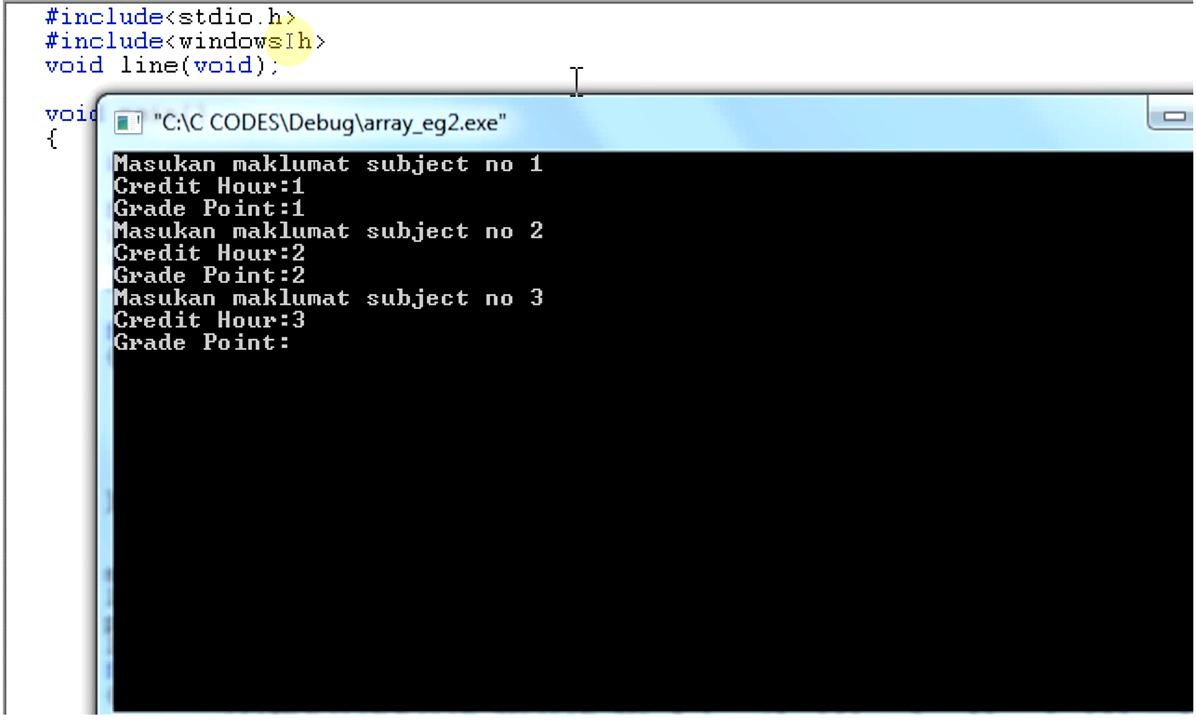 #include<stdio.h>
#include<windows.h>
void line(void);
void main()
{
"C:\C CODES\Debug\array_eg2.exe"
Masukan maklumat subject no 1
Credit Hour:1
Grade Point:1
Masukan maklumat subject no 2
Credit Hour:2
Grade Point:2
Masukan maklumat subject no 3
Credit Hour:3
Grade Point: